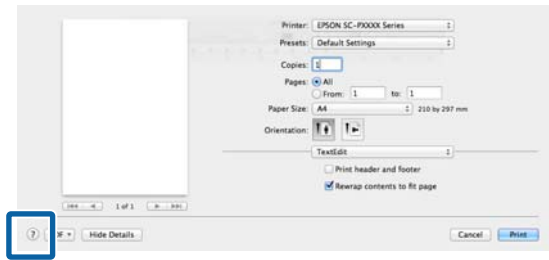 Printer: EPSON SC-PXXXX Series
Presets: Default Settings
Copies: 1
Pages: All
From: 1 to: 1
Paper Size: A4 210 by 297 mm
Orientation:
TextEdit
Print header and footer
Rewrap contents to fit page
1 of 1
? DF Hide Details Cancel Print